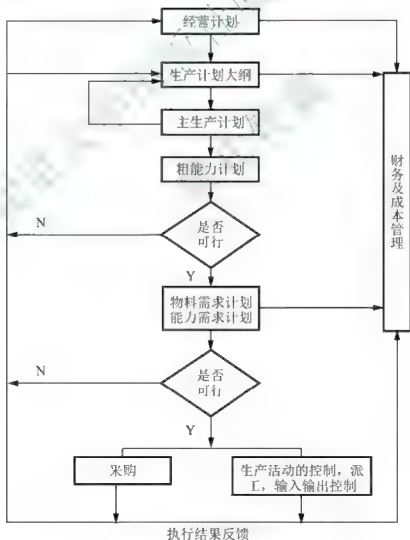 经营计划
生产计划大纲
主生产计划
粗能力计划
财务及成本管理
是否
可行
N
Y
物料需求计划
能力需求计划
是否
可行
N
Y
采购
生产活动的控制，派
工，输入输出控制
执行结果反馈